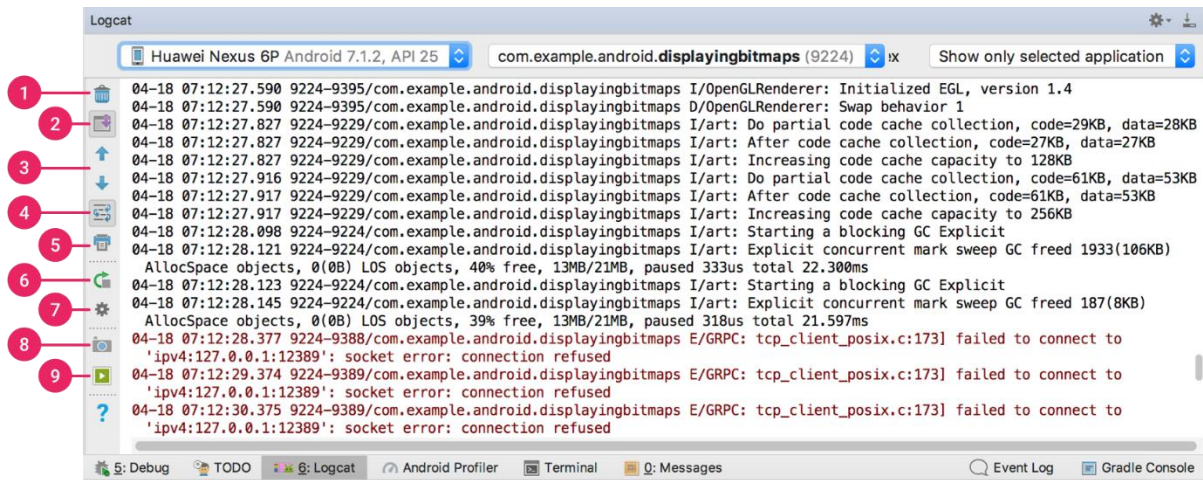 Logcat
Huawei Nexus 6P Android 7.1.2, API 25 com.example.android.displayingbitmaps (9224) ex Show only selected application
1
2
3
4
5
6
7
8
9
?
04-18 07:12:27.590 9224-9395/com.example.android.displayingbitmaps I/OpenGLRenderer: Initialized EGL, version 1.4
04-18 07:12:27.590 9224-9395/com.example.android.displayingbitmaps D/OpenGLRenderer: Swap behavior 1
04-18 07:12:27.827 9224-9229/com.example.android.displayingbitmaps I/art: Do partial code cache collection, code=29KB, data=28KB
04-18 07:12:27.827 9224-9229/com.example.android.displayingbitmaps I/art: After code cache collection, code=27KB, data=27KB
04-18 07:12:27.827 9224-9229/com.example.android.displayingbitmaps I/art: Increasing code cache capacity to 128KB
04-18 07:12:27.916 9224-9229/com.example.android.displayingbitmaps I/art: Do partial code cache collection, code=61KB, data=53KB
04-18 07:12:27.917 9224-9229/com.example.android.displayingbitmaps I/art: After code cache collection, code=61KB, data=53KB
04-18 07:12:27.917 9224-9229/com.example.android.displayingbitmaps I/art: Increasing code cache capacity to 256KB
04-18 07:12:28.098 9224-9224/com.example.android.displayingbitmaps I/art: Starting a blocking GC Explicit
04-18 07:12:28.121 9224-9224/com.example.android.displayingbitmaps I/art: Explicit concurrent mark sweep GC freed 1933(106KB)
AllocSpace objects, 0(0B) LOS objects, 40% free, 13MB/21MB, paused 333us total 22.300ms
04-18 07:12:28.123 9224-9224/com.example.android.displayingbitmaps I/art: Starting a blocking GC Explicit
04-18 07:12:28.145 9224-9224/com.example.android.displayingbitmaps I/art: Explicit concurrent mark sweep GC freed 187(8KB)
AllocSpace objects, 0(0B) LOS objects, 39% free, 13MB/21MB, paused 318us total 21.597ms
04-18 07:12:28.377 9224-9388/com.example.android.displayingbitmaps E/GRPC: tcp_client_posix.c:173] failed to connect to
'ipv4:127.0.0.1:12389': socket error: connection refused
04-18 07:12:29.374 9224-9389/com.example.android.displayingbitmaps E/GRPC: tcp_client_posix.c:173] failed to connect to
'ipv4:127.0.0.1:12389': socket error: connection refused
04-18 07:12:30.375 9224-9389/com.example.android.displayingbitmaps E/GRPC: tcp_client_posix.c:173] failed to connect to
'ipv4:127.0.0.1:12389': socket error: connection refused
5: Debug TODO 6: Logcat Android Profiler Terminal 0: Messages Event Log Gradle Console